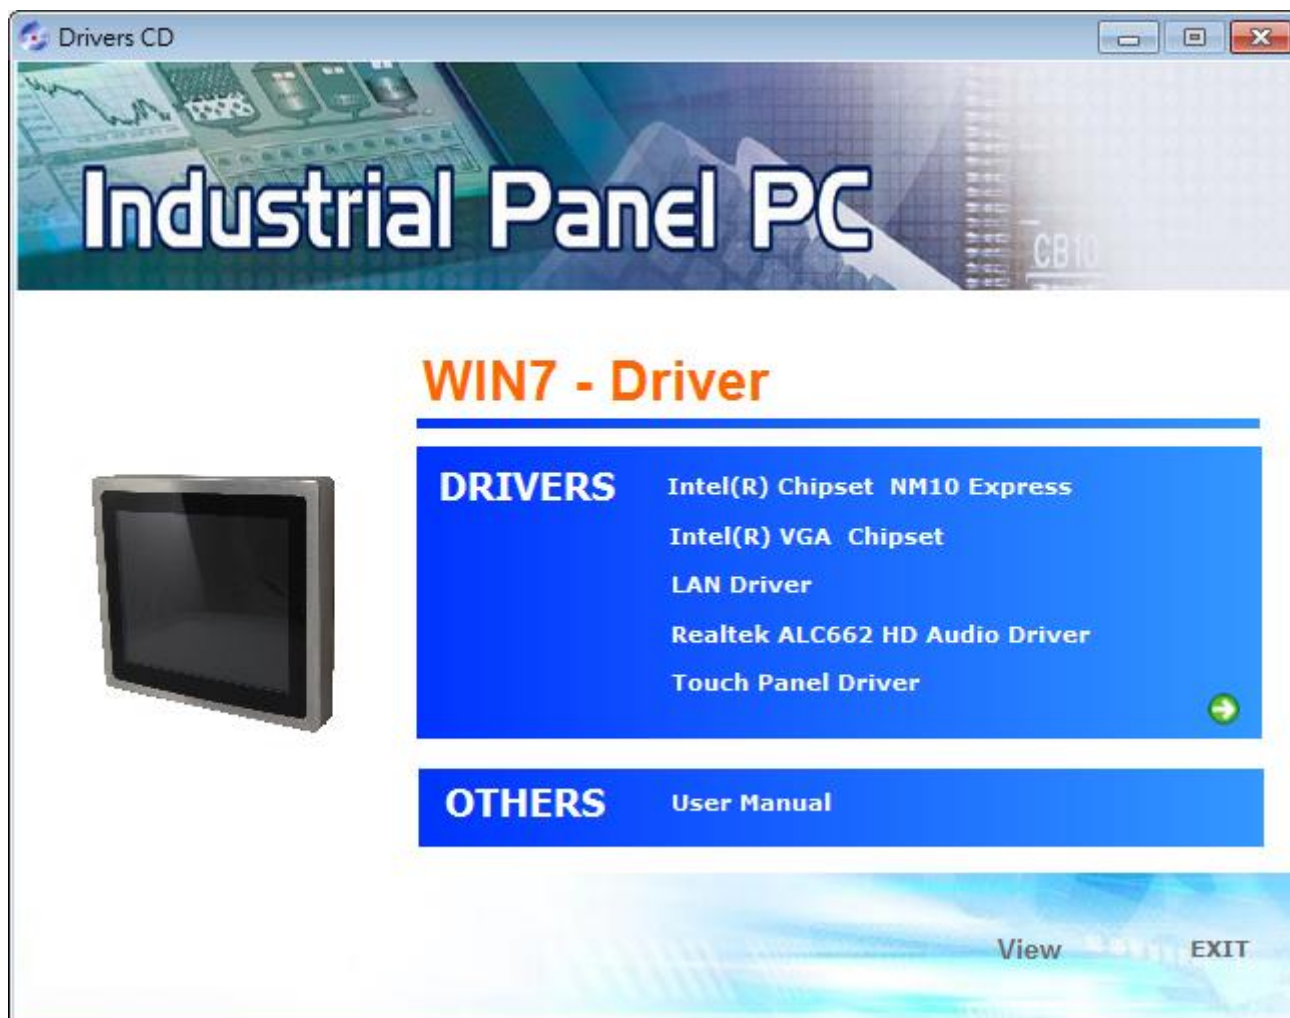 Drivers CD
Industrial Panel PC
CB10
WIN7 - Driver
DRIVERS
Intel(R) Chipset NM10 Express
Intel(R) VGA Chipset
LAN Driver
Realtek ALC662 HD Audio Driver
Touch Panel Driver
OTHERS
User Manual
View
EXIT